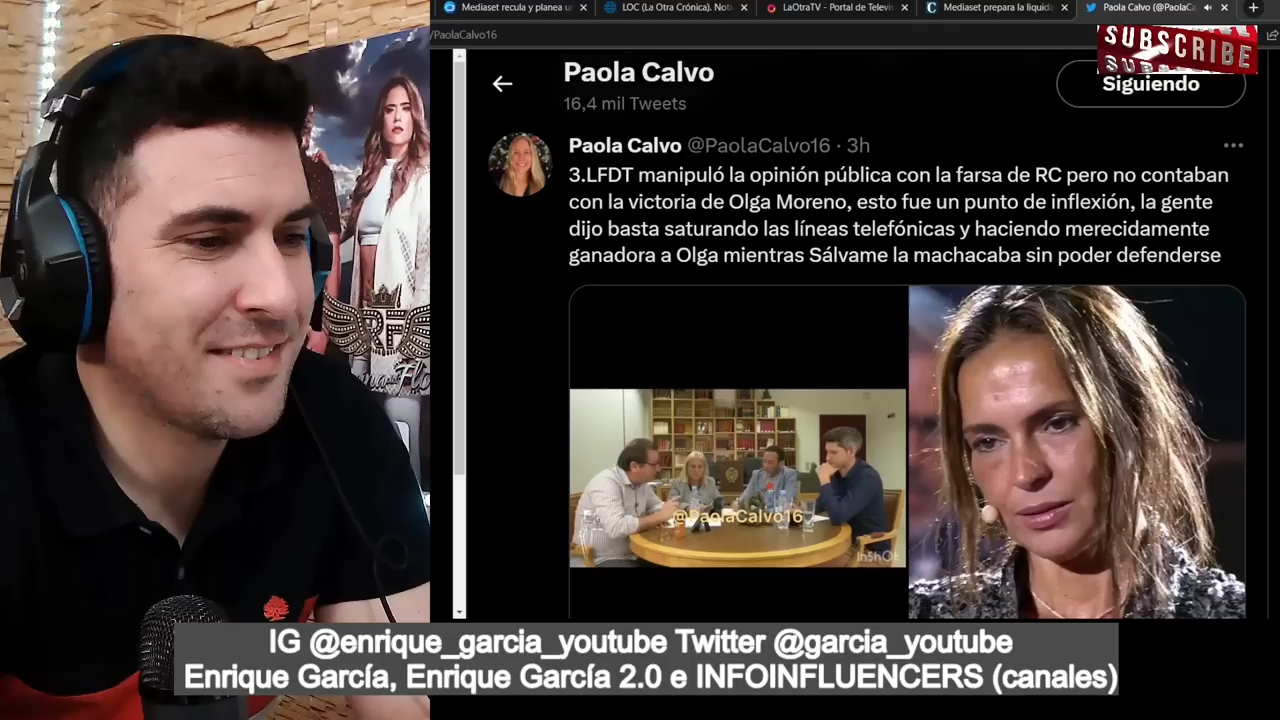 Mediaset recula y planea u
LOC (La Otra Crónica). Not
LaOtraTV - Portal de Televis
Mediaset prepara la liquida
Paola Calvo (@PaolaC
/PaolaCalvo16
SUBSCRIBE
Paola Calvo
16,4 mil Tweets
Siguiendo
Paola Calvo @PaolaCalvo16 · 3h
3.LFDT manipuló la opinión pública con la farsa de RC pero no contaban
con la victoria de Olga Moreno, esto fue un punto de inflexión, la gente
dijo basta saturando las líneas telefónicas y haciendo merecidamente
ganadora a Olga mientras Sálvame la machacaba sin poder defenderse
RF
@PaolaCalvo16
InShOt
IG @enrique_garcia_youtube Twitter @garcia_youtube
Enrique García, Enrique García 2.0 e INFOINFLUENCERS (canales)